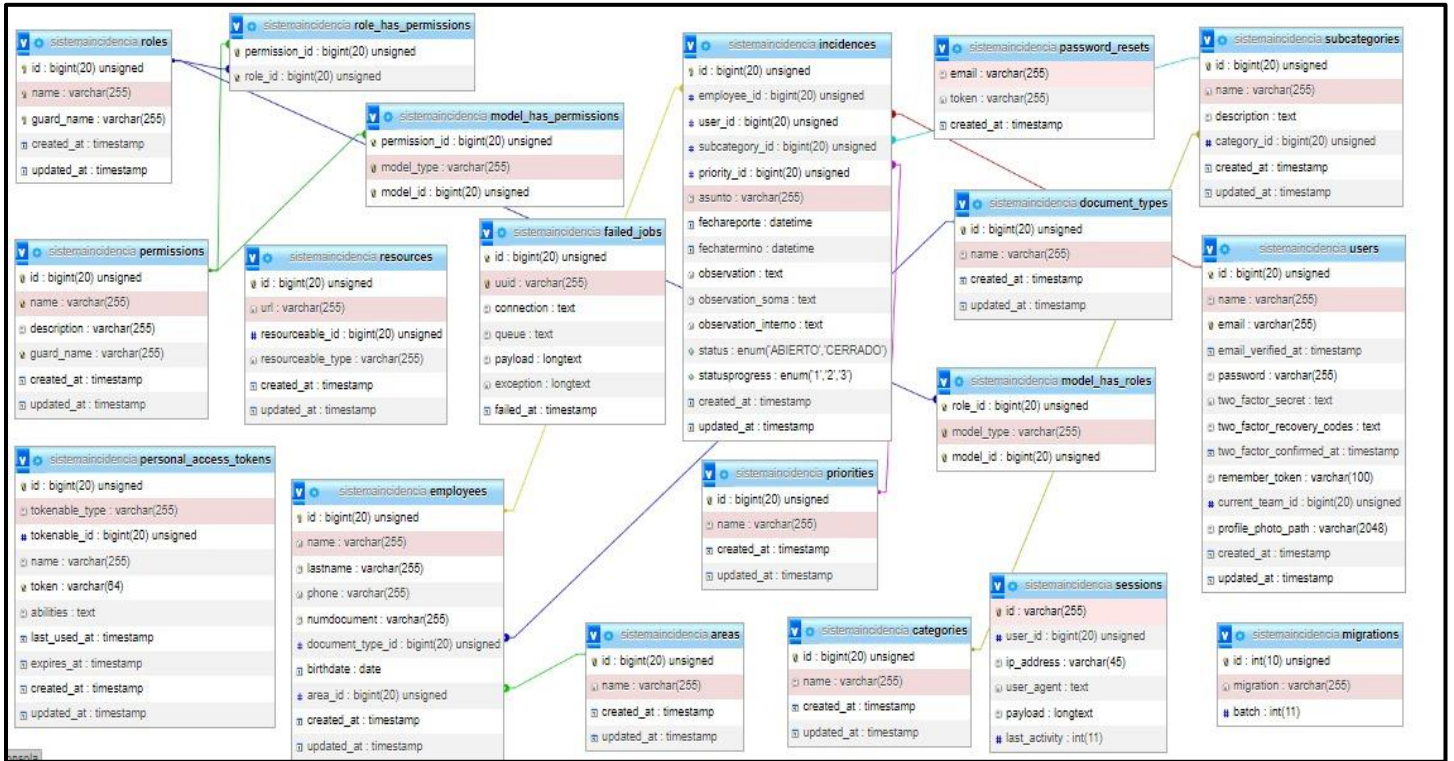 sistemaincidencia roles
id : bigint(20) unsigned
name : varchar(255)
guard_name : varchar(255)
created_at : timestamp
updated_at : timestamp
sistemaincidencia role_has_permissions
permission_id : bigint(20) unsigned
role_id : bigint(20) unsigned
sistemaincidencia model_has_permissions
permission_id : bigint(20) unsigned
model_type : varchar(255)
model_id : bigint(20) unsigned
sistemaincidencia incidences
id : bigint(20) unsigned
employee_id : bigint(20) unsigned
user_id : bigint(20) unsigned
subcategory_id : bigint(20) unsigned
priority_id : bigint(20) unsigned
asunto : varchar(255)
fechareporte : datetime
fechatermino : datetime
observation : text
observation_soma : text
observation_interno : text
status : enum('ABIERTO','CERRADO')
statusprogress : enum('1','2','3')
created_at : timestamp
updated_at : timestamp
sistemaincidencia password_resets
email : varchar(255)
token : varchar(255)
created_at : timestamp
sistemaincidencia subcategories
id : bigint(20) unsigned
name : varchar(255)
description : text
category_id : bigint(20) unsigned
created_at : timestamp
updated_at : timestamp
sistemaincidencia permissions
id : bigint(20) unsigned
name : varchar(255)
description : varchar(255)
guard_name : varchar(255)
created_at : timestamp
updated_at : timestamp
sistemaincidencia resources
id : bigint(20) unsigned
url : varchar(255)
resourceable_id : bigint(20) unsigned
resourceable_type : varchar(255)
created_at : timestamp
updated_at : timestamp
sistemaincidencia failed_jobs
id : bigint(20) unsigned
uuid : varchar(255)
connection : text
queue : text
payload : longtext
exception : longtext
failed_at : timestamp
sistemaincidencia document_types
id : bigint(20) unsigned
name : varchar(255)
created_at : timestamp
updated_at : timestamp
sistemaincidencia users
id : bigint(20) unsigned
name : varchar(255)
email : varchar(255)
email_verified_at : timestamp
password : varchar(255)
two_factor_secret : text
two_factor_recovery_codes : text
two_factor_confirmed_at : timestamp
remember_token : varchar(100)
current_team_id : bigint(20) unsigned
profile_photo_path : varchar(2048)
created_at : timestamp
updated_at : timestamp
sistemaincidencia model_has_roles
role_id : bigint(20) unsigned
model_type : varchar(255)
model_id : bigint(20) unsigned
sistemaincidencia personal_access_tokens
id : bigint(20) unsigned
tokenable_type : varchar(255)
tokenable_id : bigint(20) unsigned
name : varchar(255)
token : varchar(64)
abilities : text
last_used_at : timestamp
expires_at : timestamp
created_at : timestamp
updated_at : timestamp
sistemaincidencia employees
id : bigint(20) unsigned
name : varchar(255)
lastname : varchar(255)
phone : varchar(255)
numdocument : varchar(255)
document_type_id : bigint(20) unsigned
birthdate : date
area_id : bigint(20) unsigned
created_at : timestamp
updated_at : timestamp
sistemaincidencia priorities
id : bigint(20) unsigned
name : varchar(255)
created_at : timestamp
updated_at : timestamp
sistemaincidencia areas
id : bigint(20) unsigned
name : varchar(255)
created_at : timestamp
updated_at : timestamp
sistemaincidencia categories
id : bigint(20) unsigned
name : varchar(255)
created_at : timestamp
updated_at : timestamp
sistemaincidencia sessions
id : varchar(255)
user_id : bigint(20) unsigned
ip_address : varchar(45)
user_agent : text
payload : longtext
last_activity : int(11)
sistemaincidencia migrations
id : int(10) unsigned
migration : varchar(255)
batch : int(11)